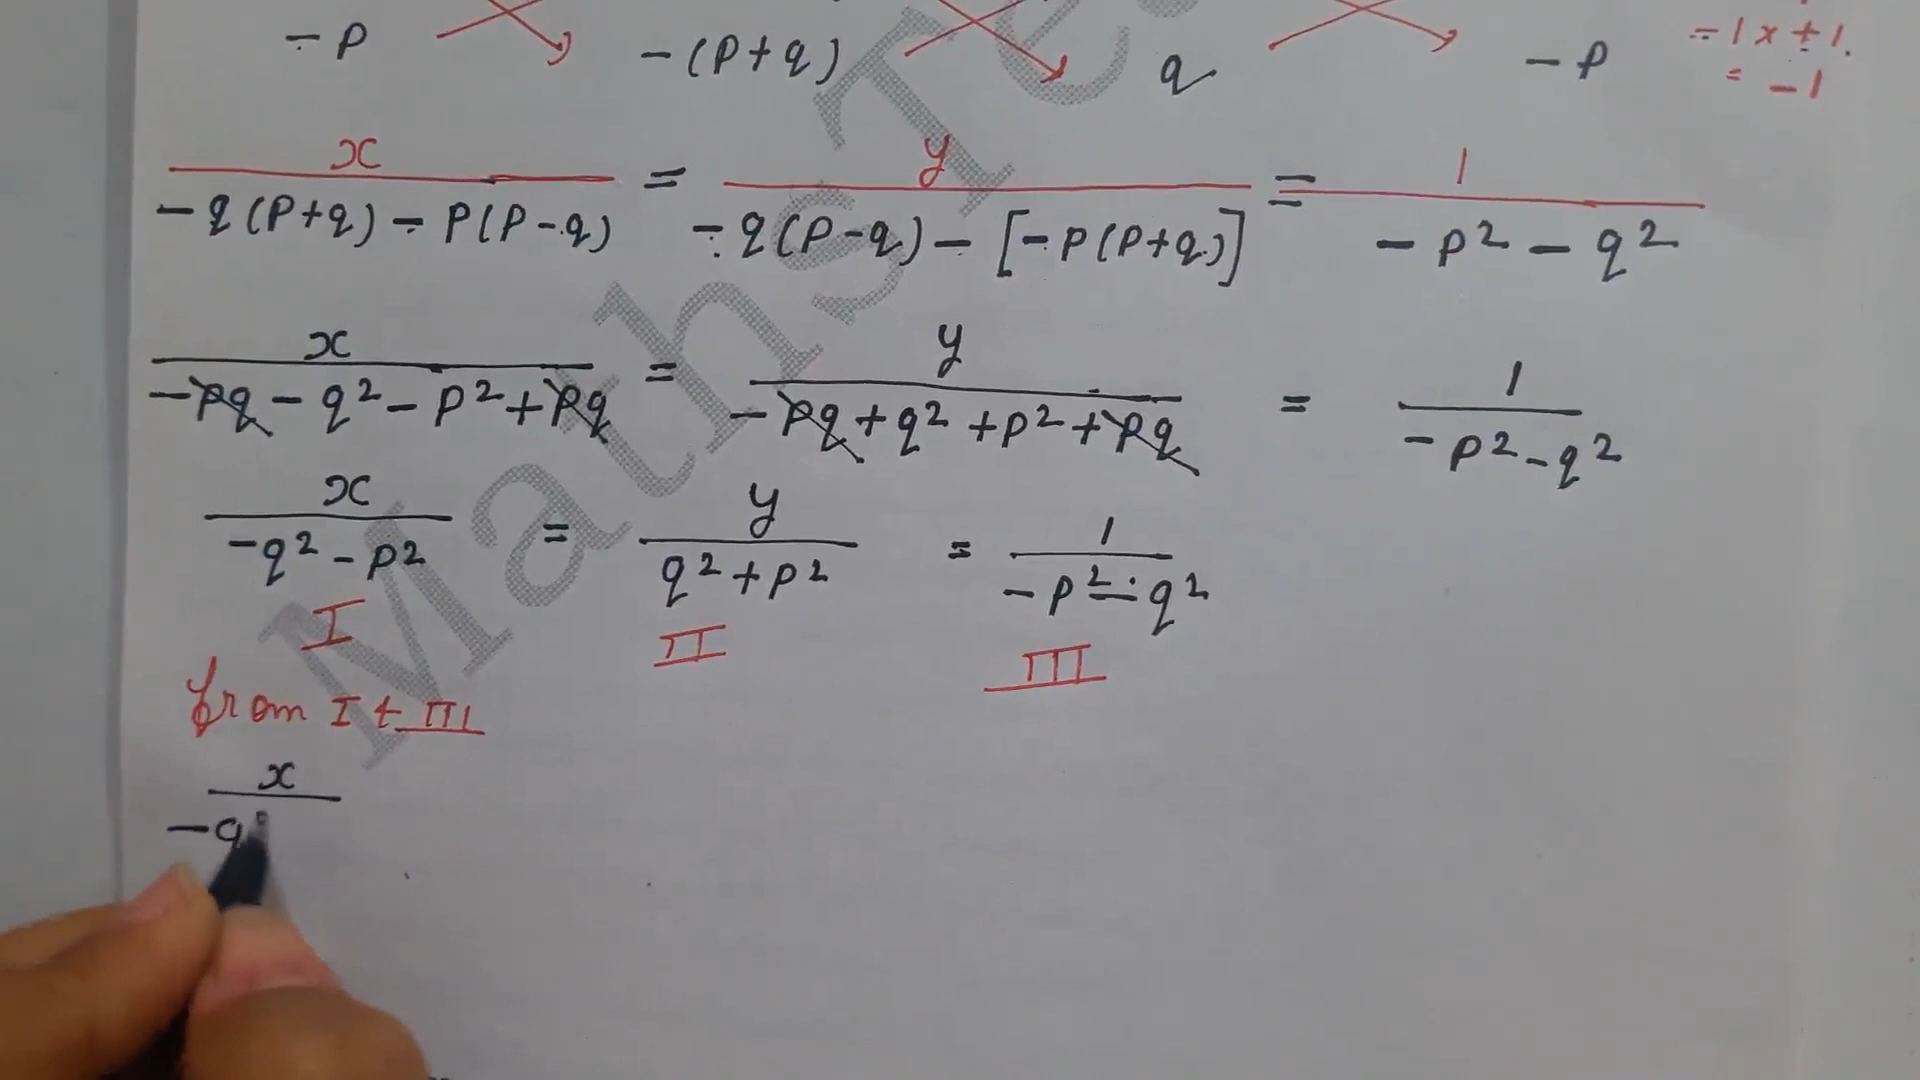 -p -(p+q) q -p -1 x +1.
= -1
x/(-q(p+q) - p(p-q)) = y/(-q(p-q) - [-p(p+q)]) = 1/(-p² - q²)
x/(-pq - q² - p² + pq) = y/(-pq + q² + p² + pq) = 1/(-p² - q²)
x/(-q² - p²) = y/(q² + p²) = 1/(-p² - q²)
I II III
from I & III
x/(-q